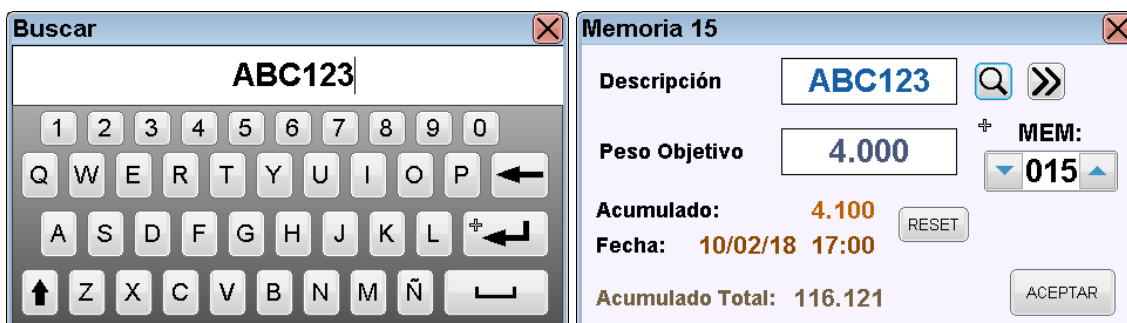 Buscar
ABC123
1 2 3 4 5 6 7 8 9 0
Q W E R T Y U I O P
A S D F G H J K L
Z X C V B N M Ñ
Memoria 15
Descripción ABC123
Peso Objetivo 4.000
MEM:
015
Acumulado: 4.100
RESET
Fecha: 10/02/18 17:00
Acumulado Total: 116.121
ACEPTAR